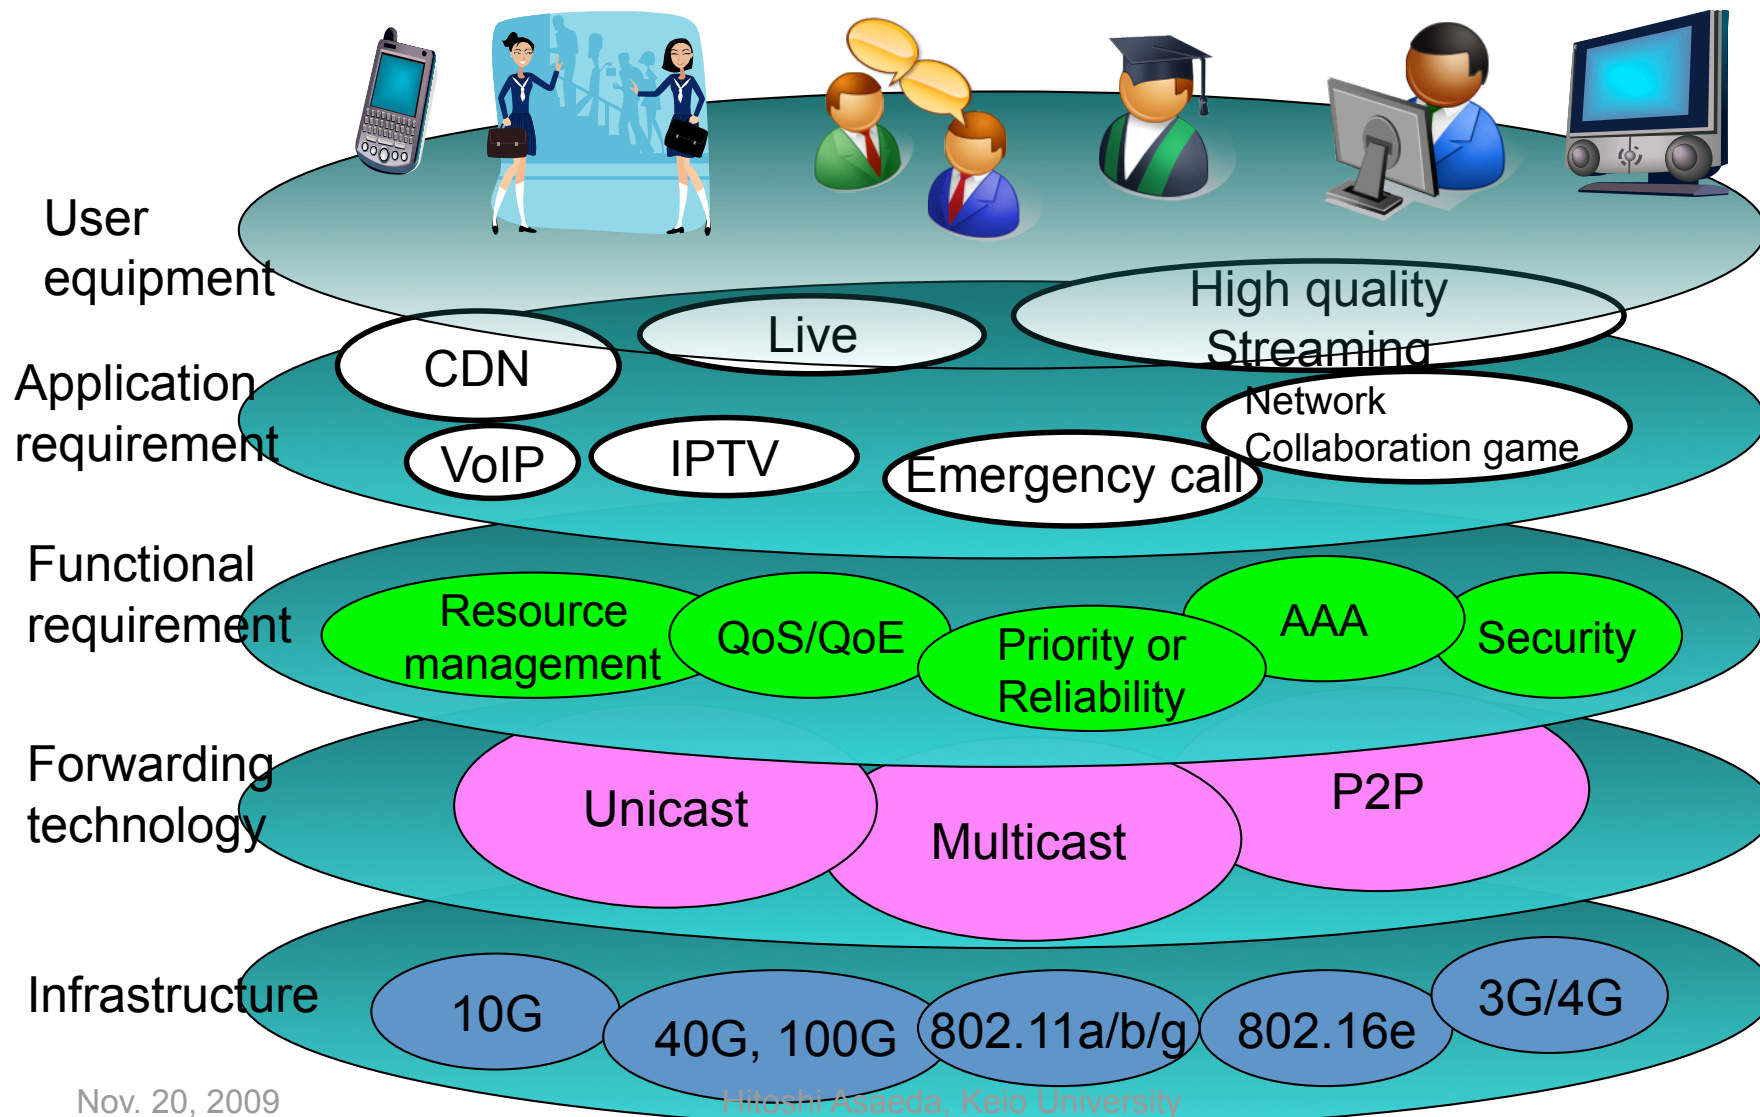 User
equipment
High quality
Streaming
Live
CDN
Application
requirement
Network
Collaboration game
VoIP
IPTV
Emergency call
Functional
requirement
Resource
management
QoS/QoE
Priority or
Reliability
AAA
Security
Forwarding
technology
Unicast
Multicast
P2P
Infrastructure
10G
40G, 100G
802.11a/b/g
802.16e
3G/4G
Nov. 20, 2009
Hitoshi Asaeda, Keio University